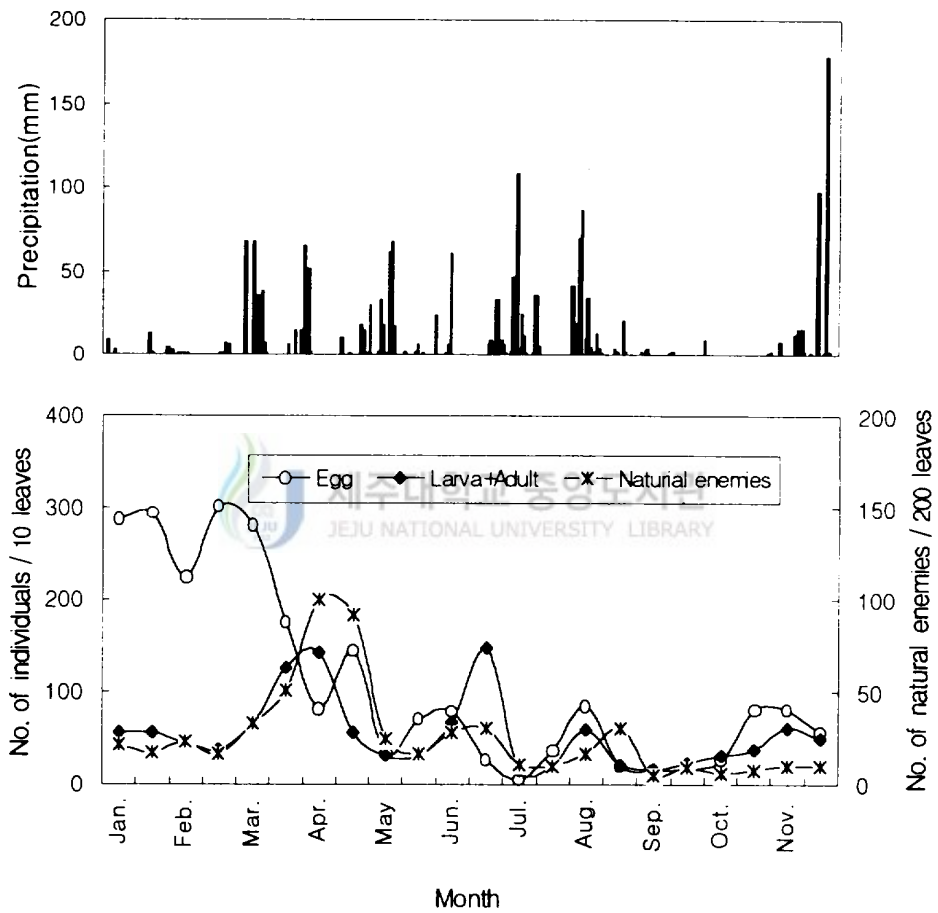 200
150
100
50
0
Precipitation(mm)
400
300
200
100
0
No. of individuals / 10 leaves
200
150
100
50
0
No. of natural enemies / 200 leaves
Egg Larva+Adult Naturial enemies
제주대학교 중앙도서관
JEJU NATIONAL UNIVERSITY LIBRARY
JEJU
Jan. Feb. Mar. Apr. May Jun. Jul. Aug. Sep. Oct. Nov.
Month